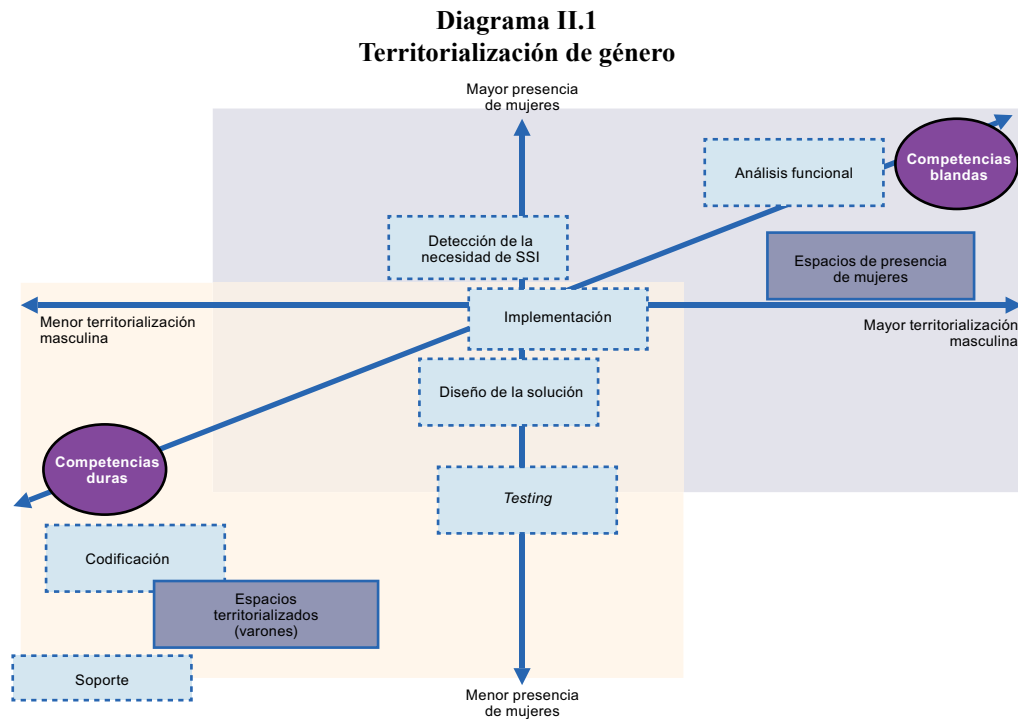 Diagrama II.1
Territorialización de género
Mayor presencia
de mujeres
Competencias
blandas
Análisis funcional
Detección de la
necesidad de SSI
Espacios de presencia
de mujeres
Implementación
Menor territorialización
masculina
Mayor territorialización
masculina
Diseño de la solución
Competencias
duras
Testing
Codificación
Espacios
territorializados
(varones)
Soporte
Menor presencia
de mujeres